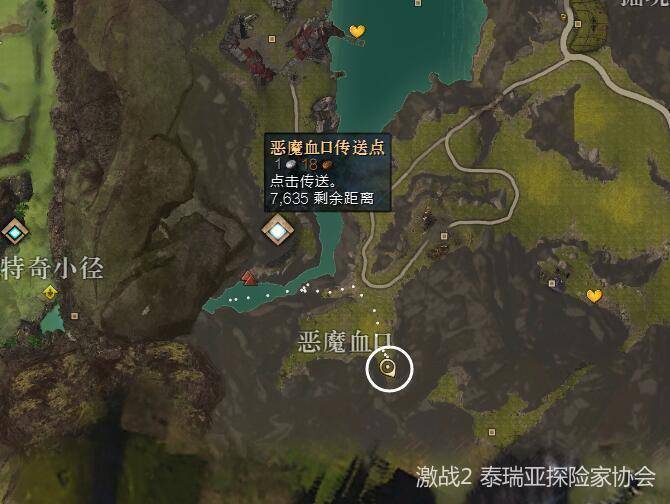 恶魔血口传送点
1 18
点击传送。
7,635 剩余距离
特奇小径
恶魔血口
激战2 泰瑞亚探险家协会